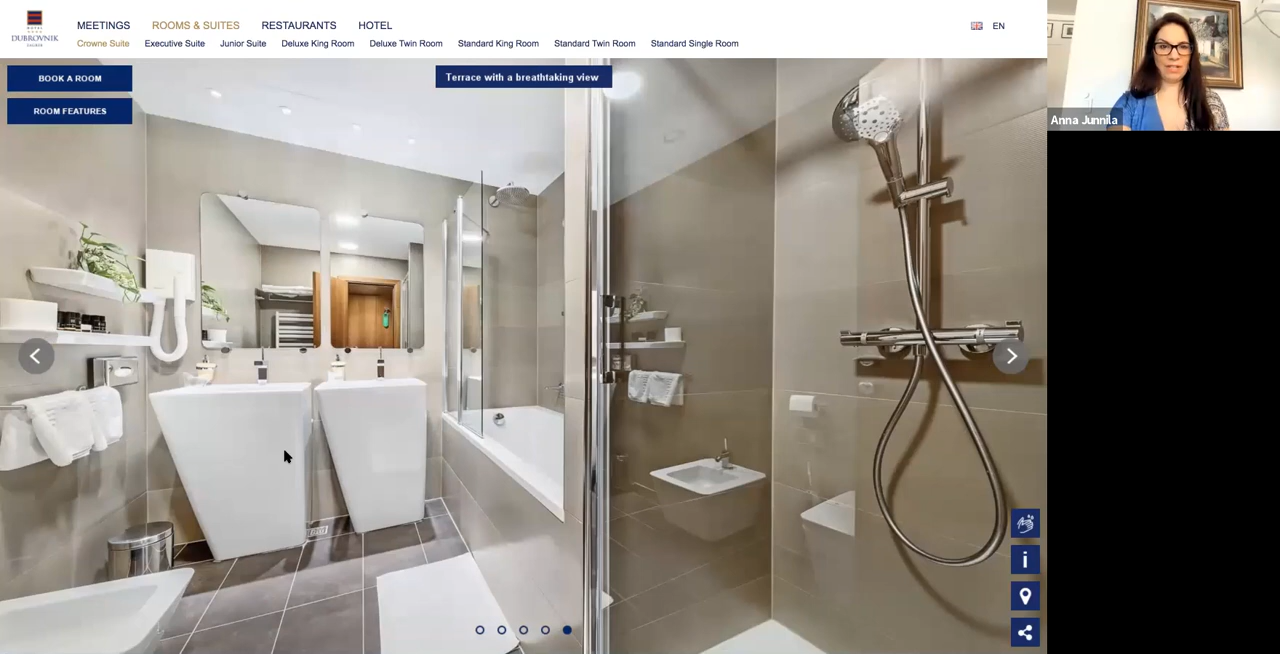 HOTEL
DUBROVNIK
ZAGREB
MEETINGS ROOMS & SUITES RESTAURANTS HOTEL
EN
Crowne Suite Executive Suite Junior Suite Deluxe King Room Deluxe Twin Room Standard King Room Standard Twin Room Standard Single Room
BOOK A ROOM
Terrace with a breathtaking view
ROOM FEATURES
Anna Junnila
i